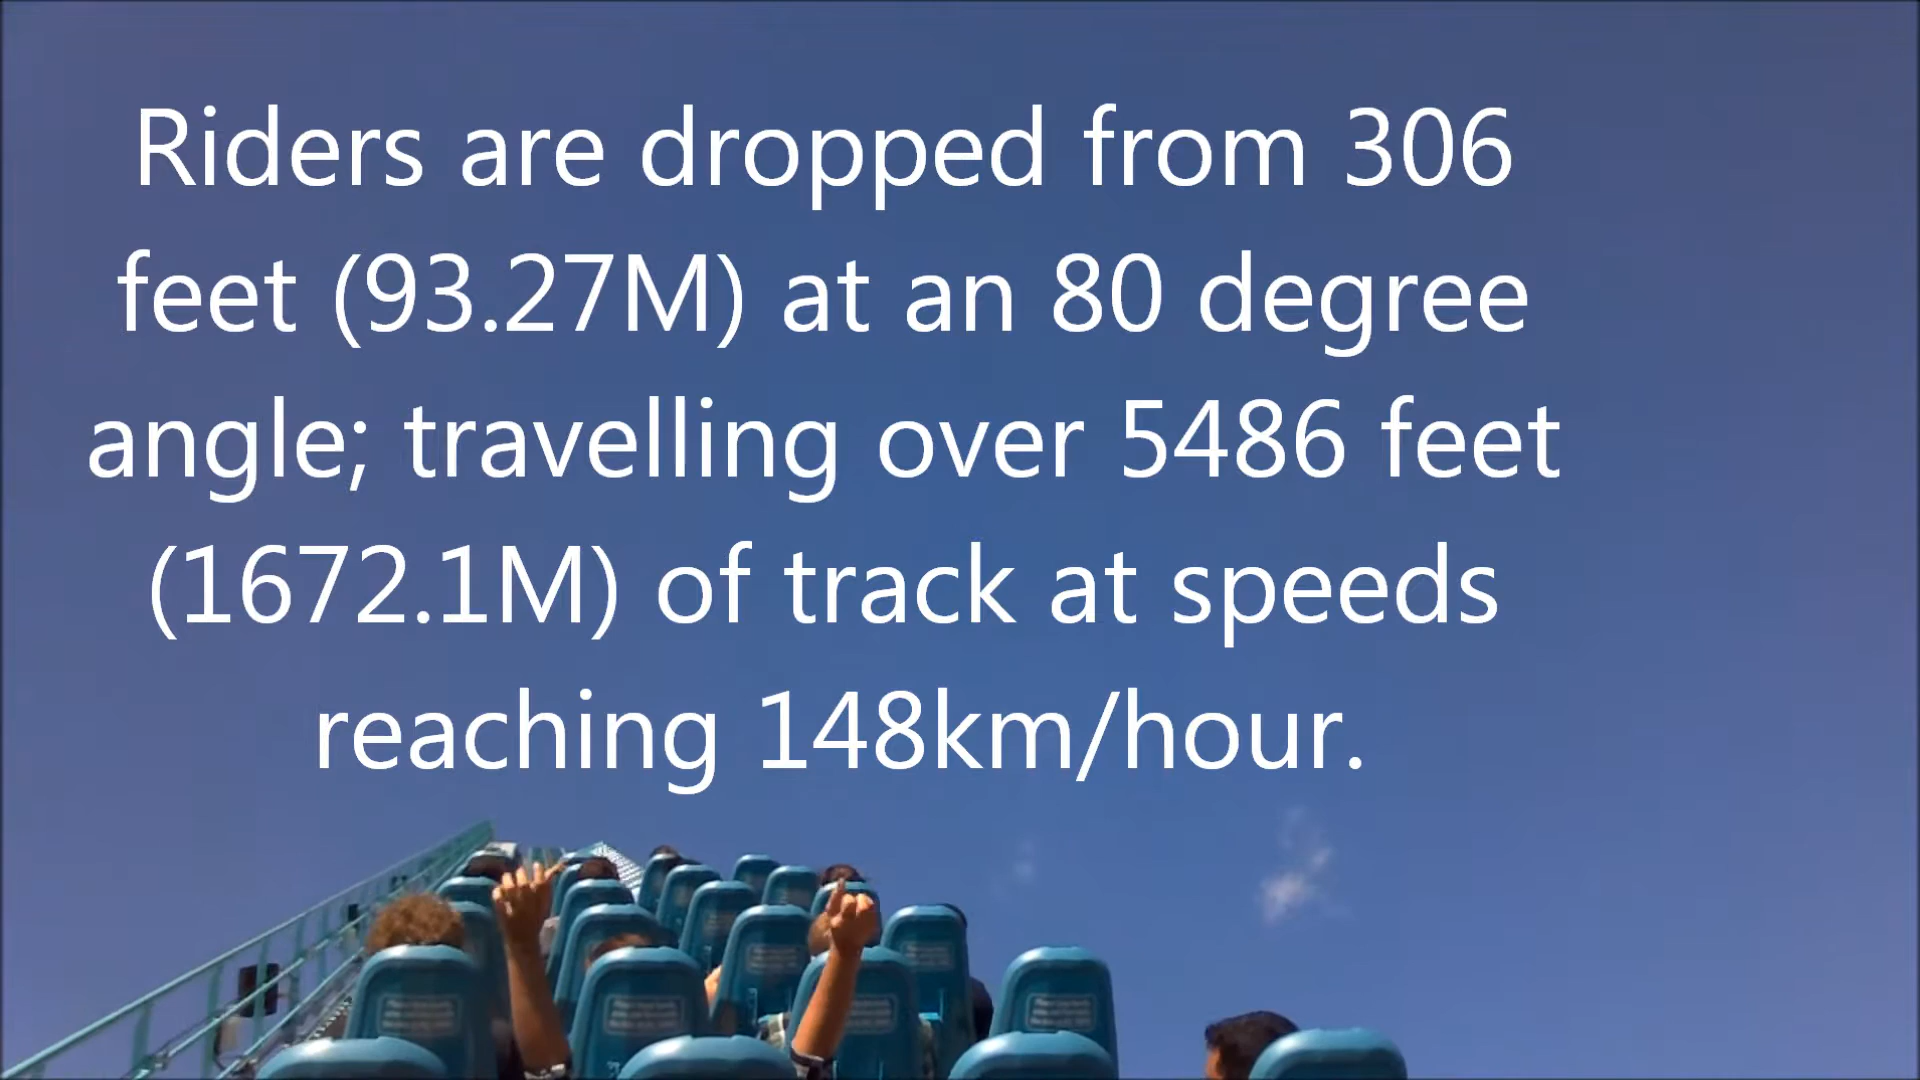 Riders are dropped from 306
feet (93.27M) at an 80 degree
angle; travelling over 5486 feet
(1672.1M) of track at speeds
reaching 148km/hour.